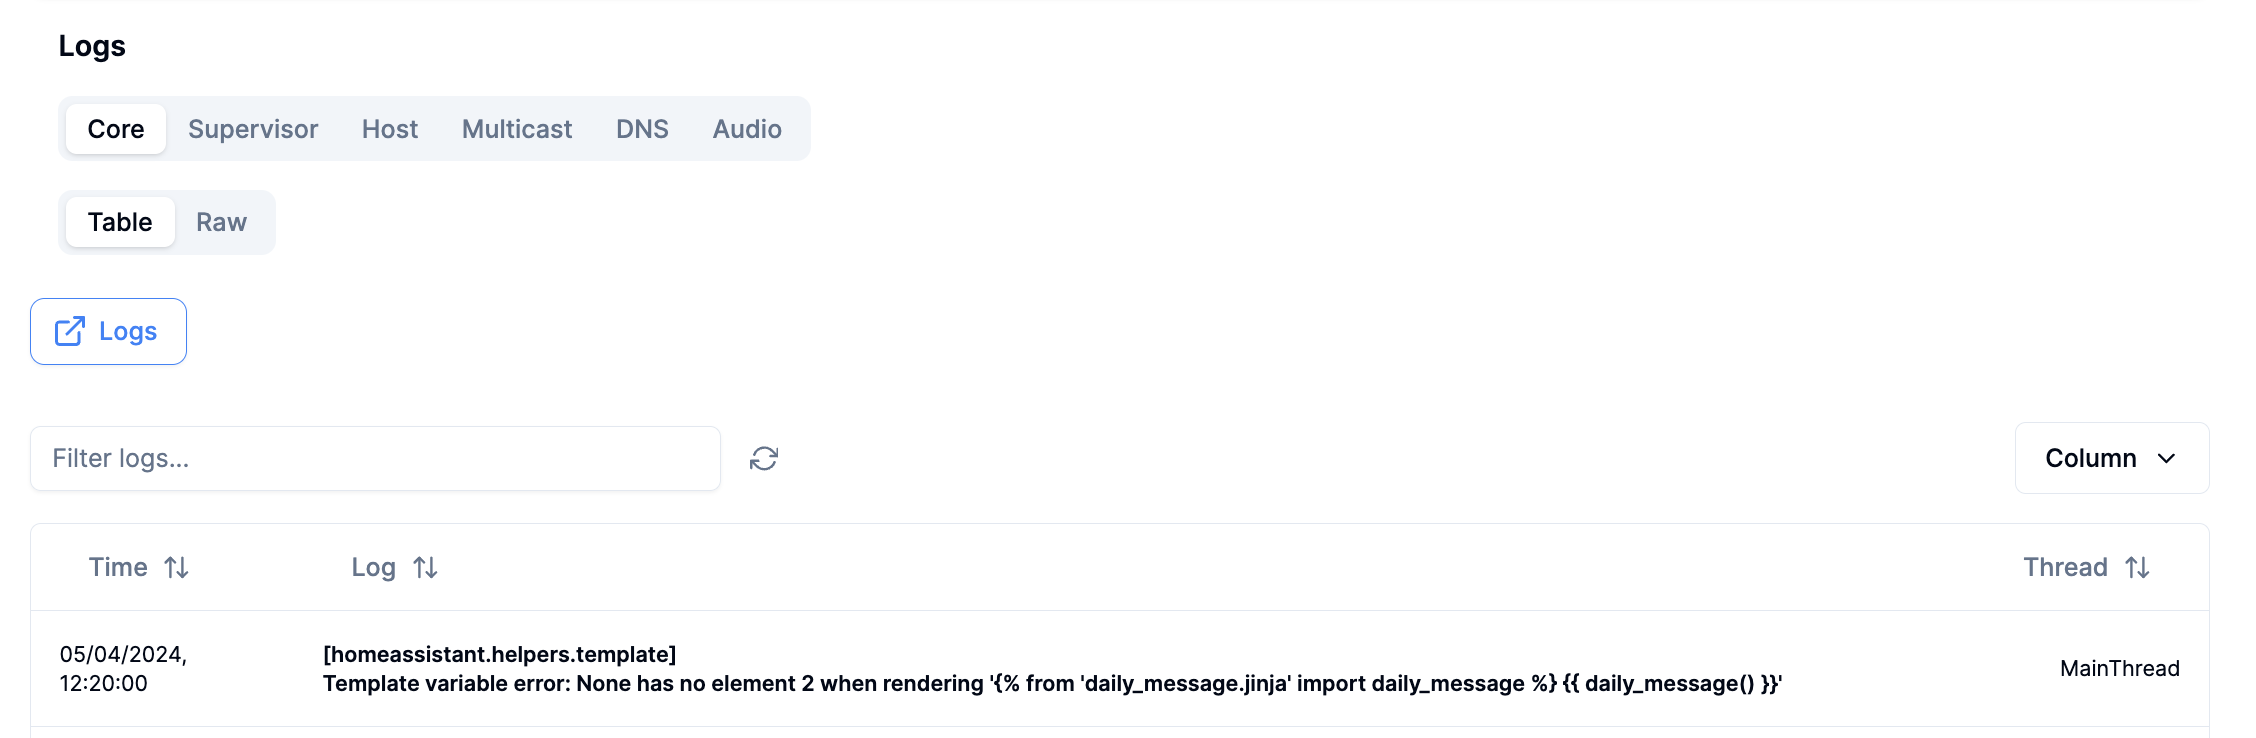 Logs
Core Supervisor Host Multicast DNS Audio
Table Raw
Logs
Filter logs...
Column
Time Log Thread
05/04/2024,
12:20:00
[homeassistant.helpers.template]
Template variable error: None has no element 2 when rendering '{% from 'daily_message.jinja' import daily_message %} {{ daily_message() }}'
MainThread